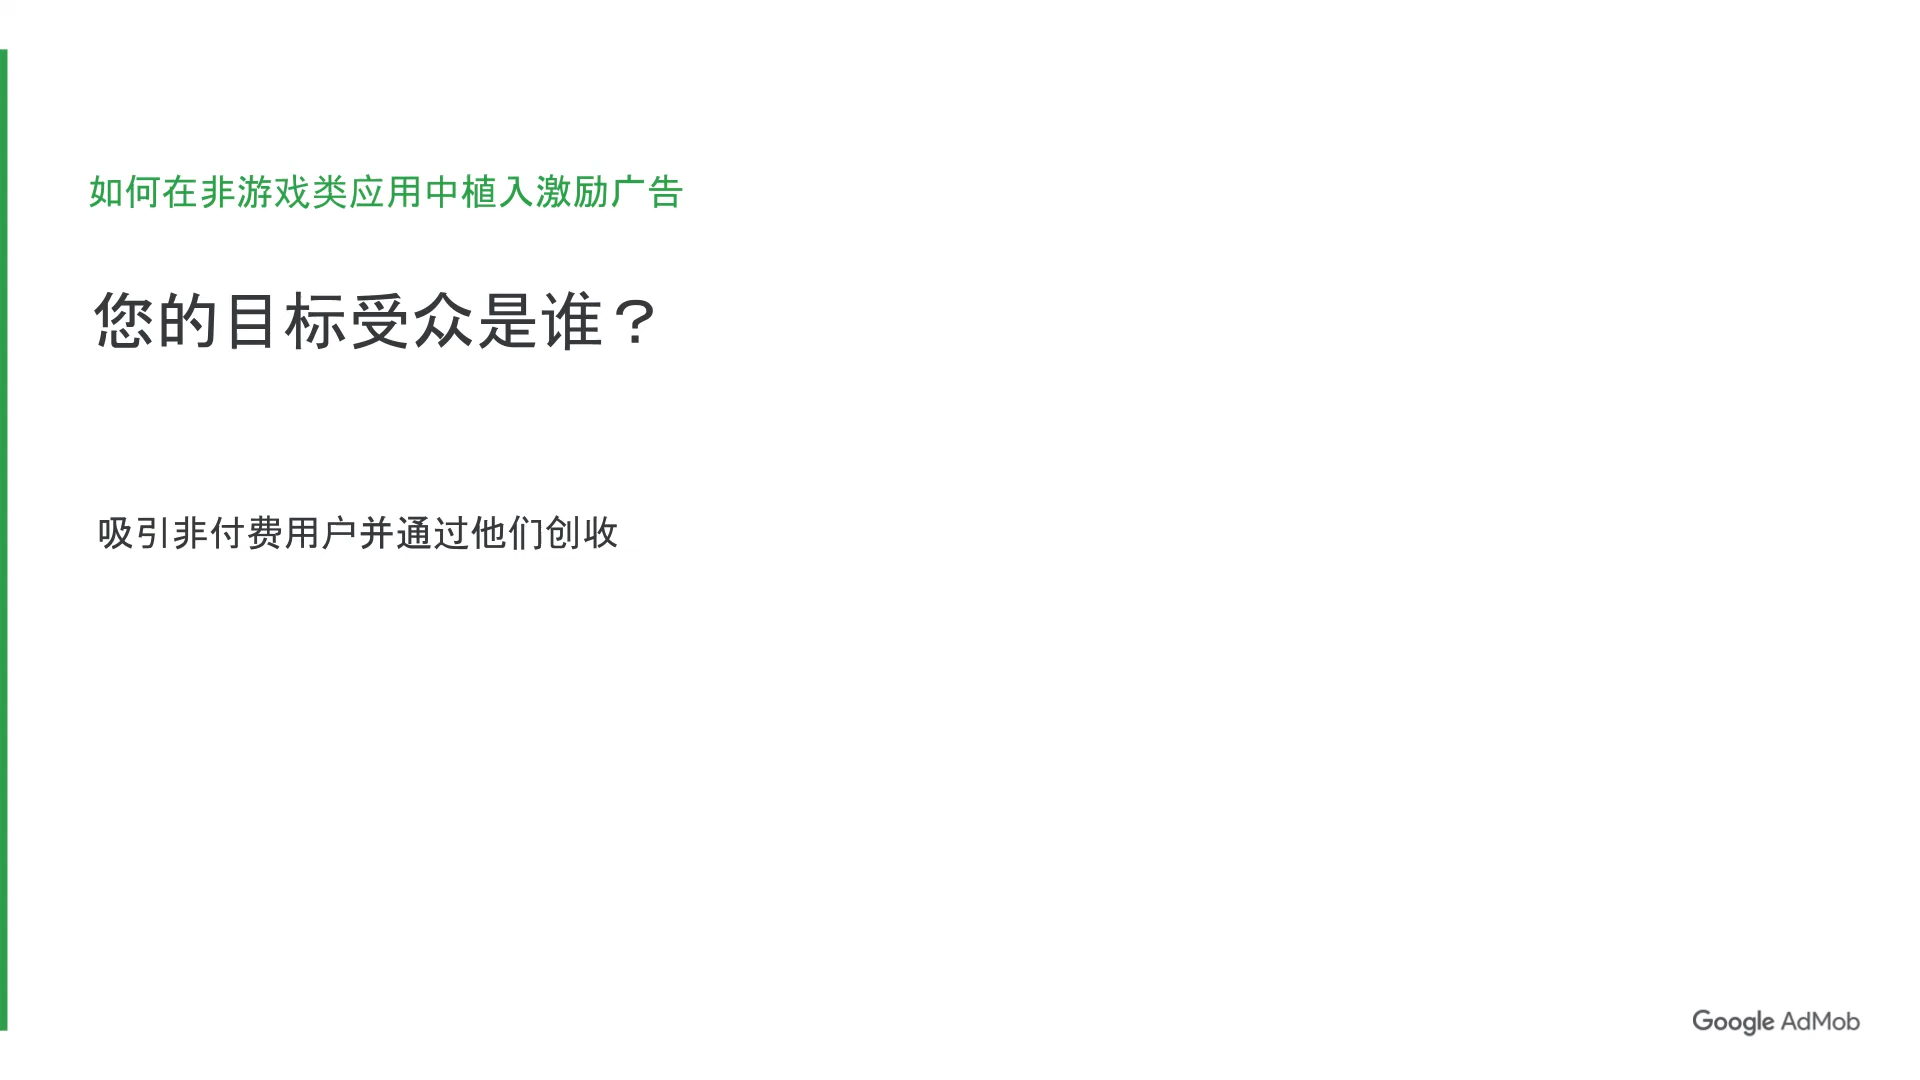 如何在非游戏类应用中植入激励广告
您的目标受众是谁？
吸引非付费用户并通过他们创收
Google AdMob